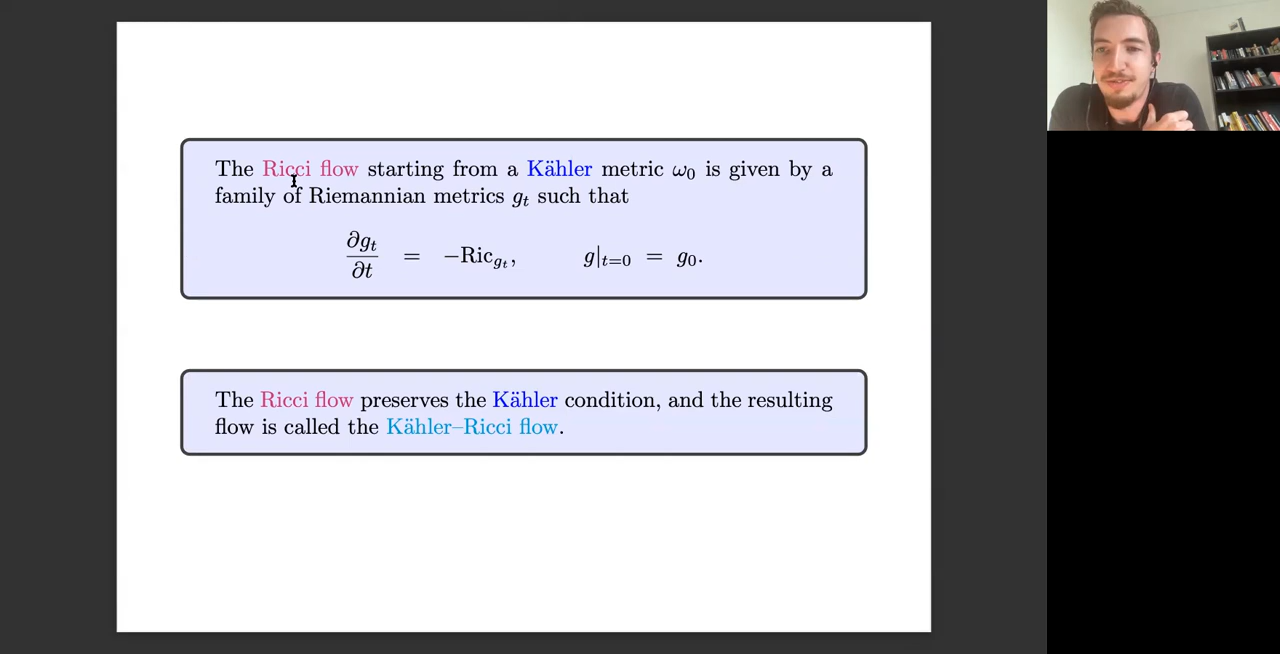 The Ricci flow starting from a Kähler metric ω₀ is given by a
family of Riemannian metrics gₜ such that
∂gₜ/∂t = −Ric_{gₜ}, g|ₜ₌₀ = g₀.
The Ricci flow preserves the Kähler condition, and the resulting
flow is called the Kähler–Ricci flow.